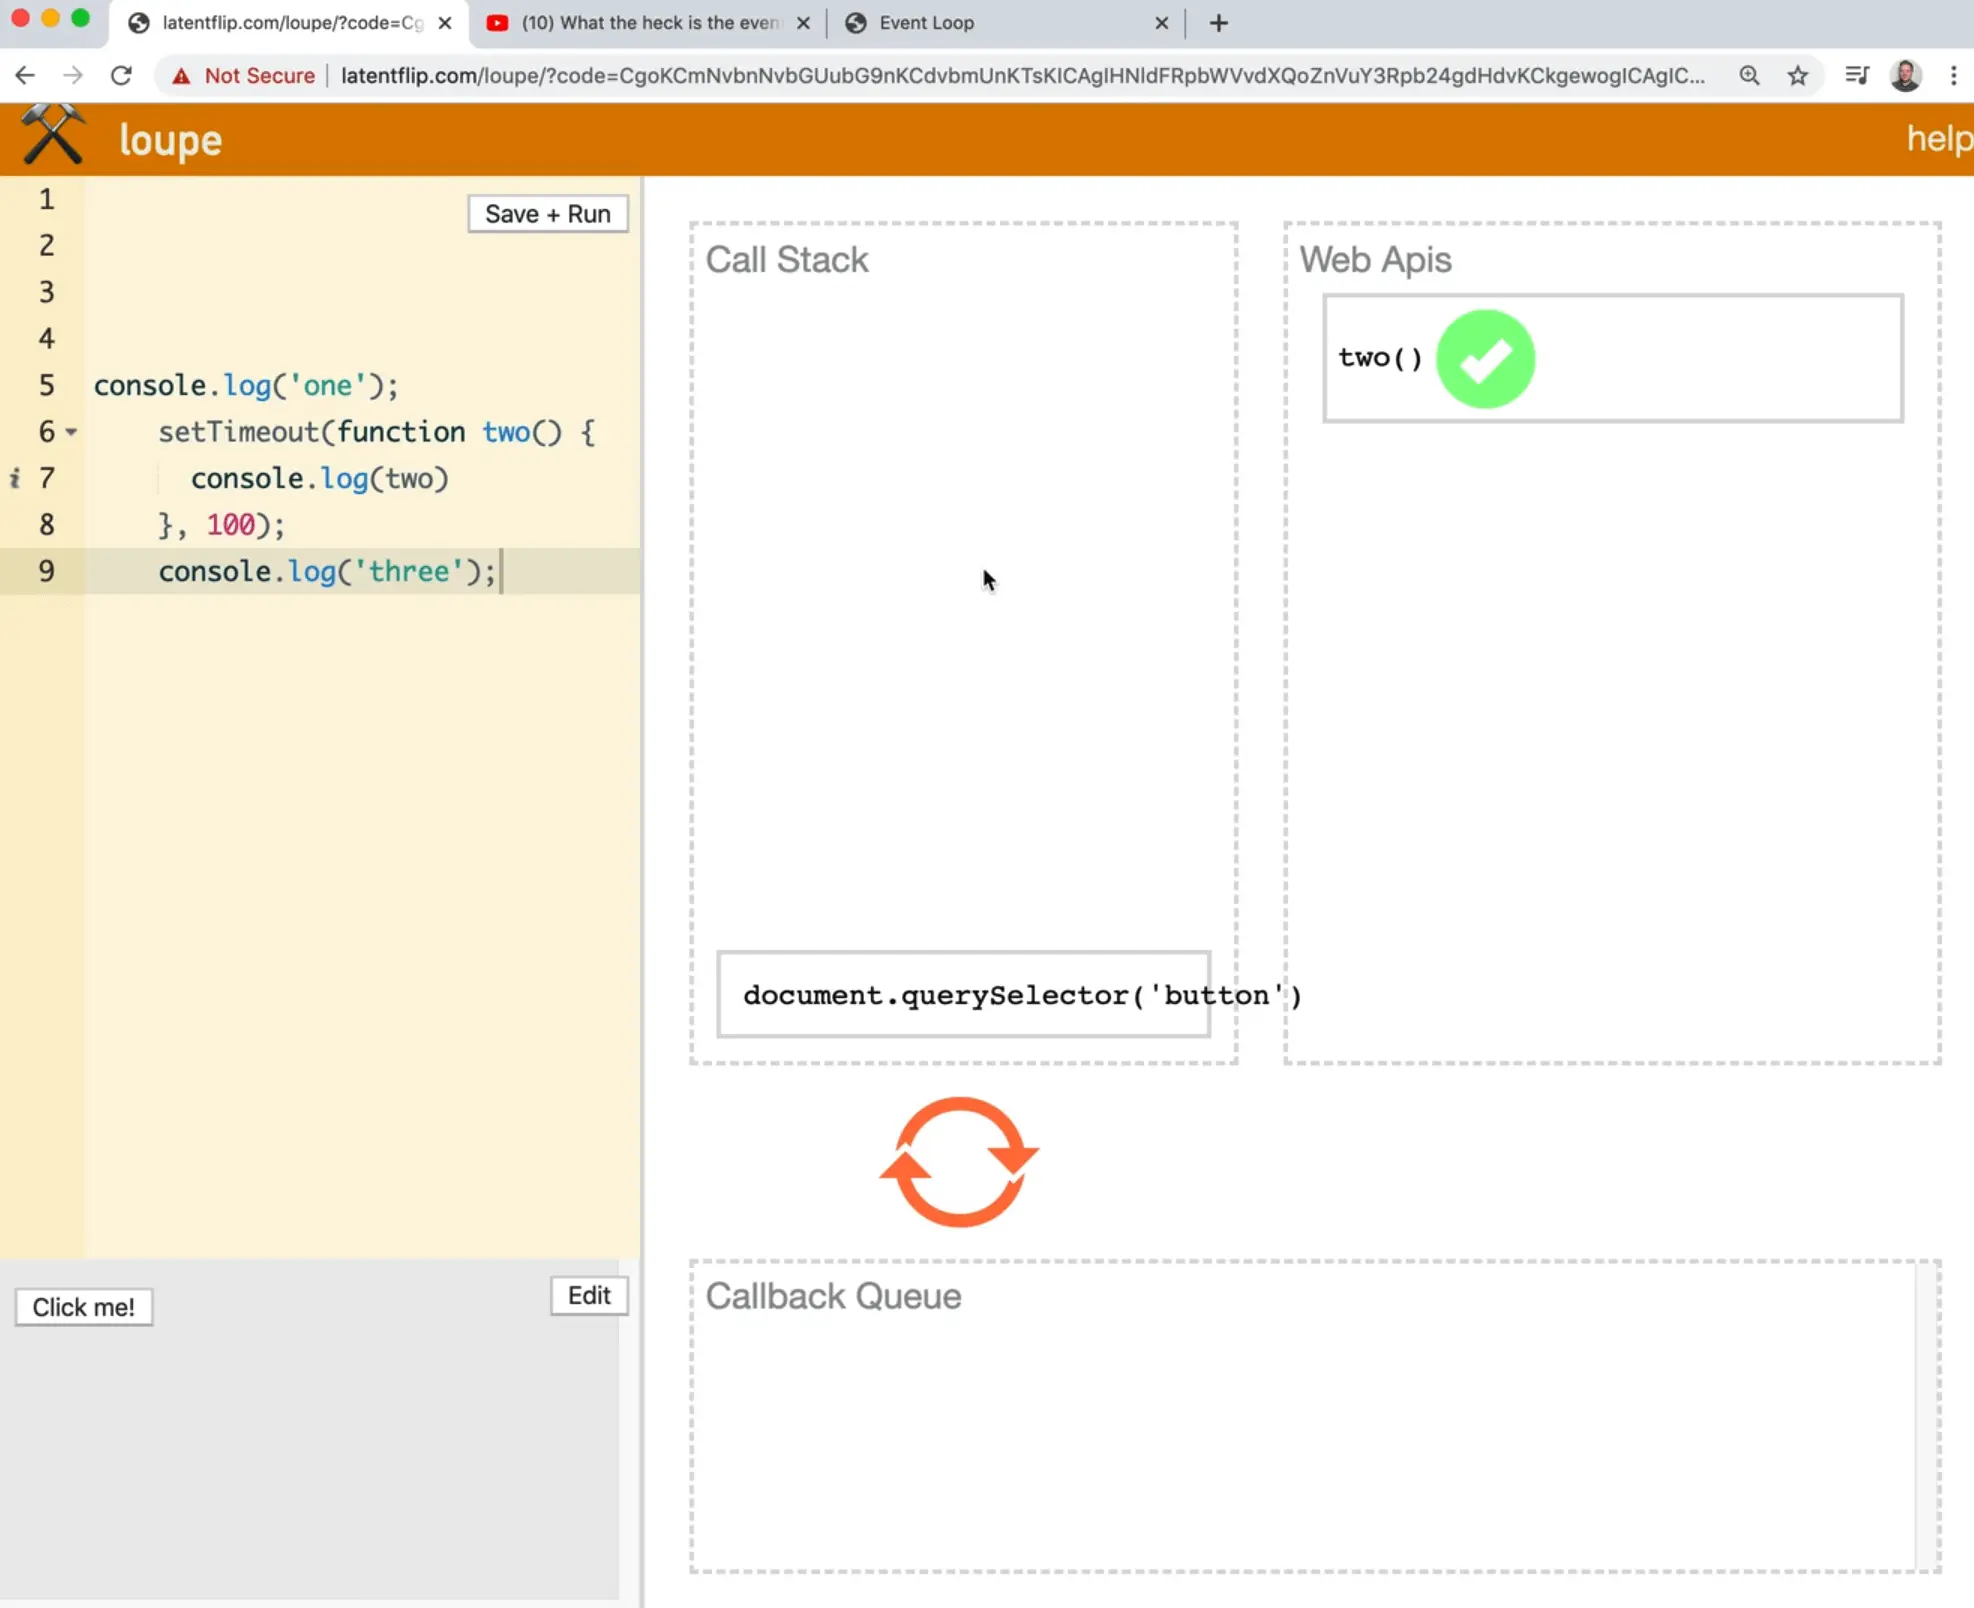 latentflip.com/loupe/?code=Cg
(10) What the heck is the even
Event Loop
Not Secure
latentflip.com/loupe/?code=CgoKCmNvbnNvbGUubG9nKCdvbmUnKTsKICAgIHNldFRpbWVvdXQoZnVuY3Rpb24gdHdvKCkgewogICAgIC...
loupe
help
Save + Run
1
2
3
4
5 console.log('one');
6 setTimeout(function two() {
i 7 console.log(two)
8 }, 100);
9 console.log('three');
Call Stack
document.querySelector('button')
Web Apis
two()
Click me!
Edit
Callback Queue